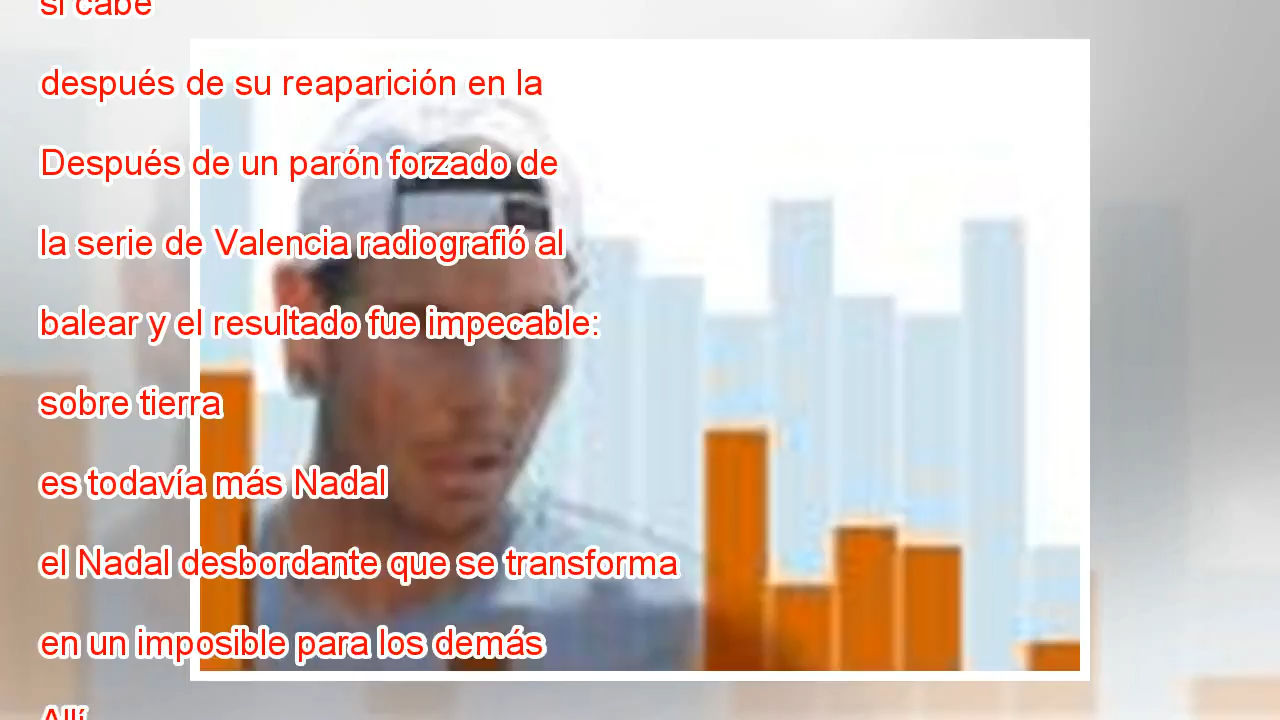 si cabe
después de su reaparición en la
Después de un parón forzado de
la serie de Valencia radiografió al
balear y el resultado fue impecable:
sobre tierra
es todavía más Nadal
el Nadal desbordante que se transforma
en un imposible para los demás
Allí